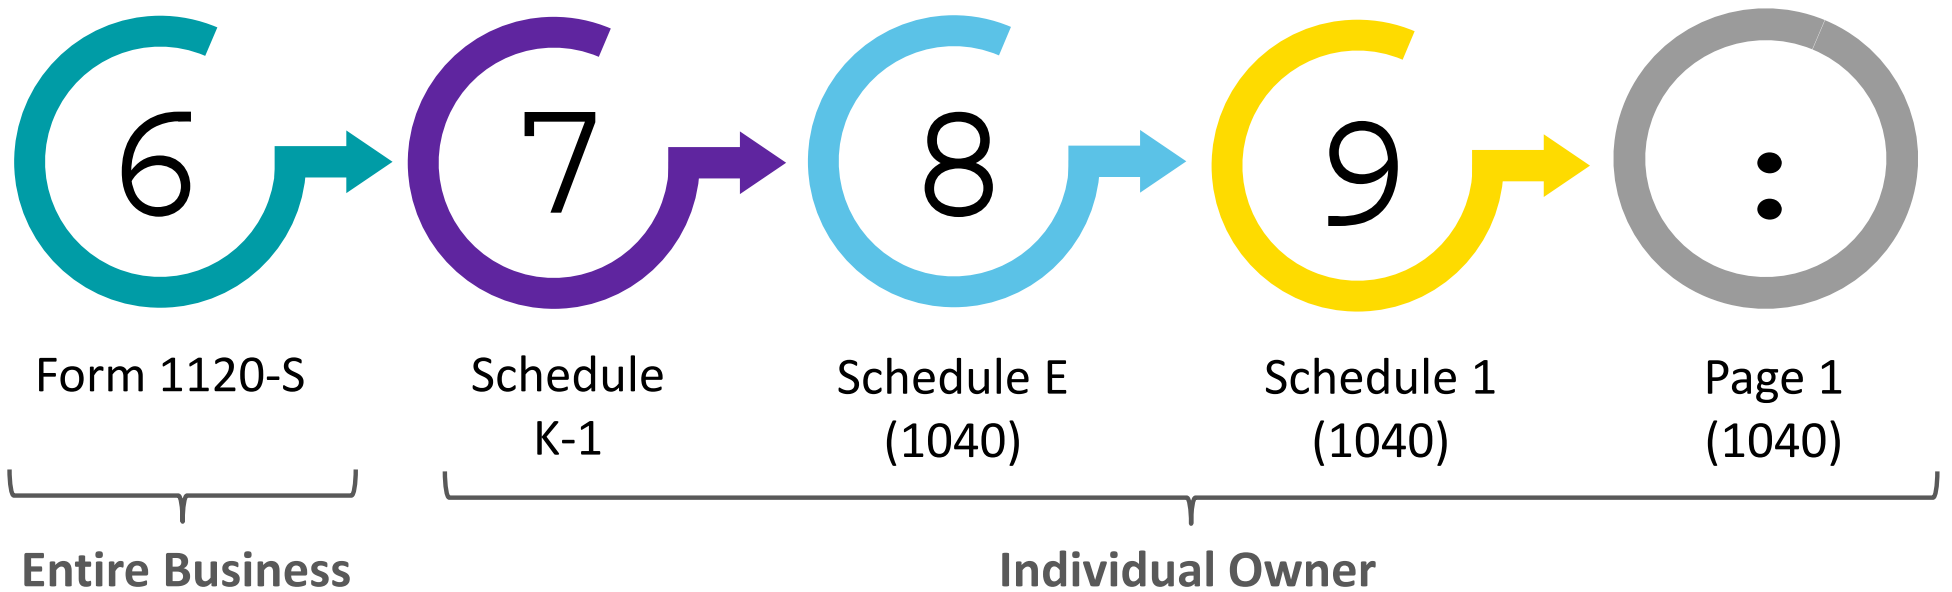 6
7
8
9
:
Form 1120-S
Schedule
K-1
Schedule E
(1040)
Schedule 1
(1040)
Page 1
(1040)
Entire Business
Individual Owner